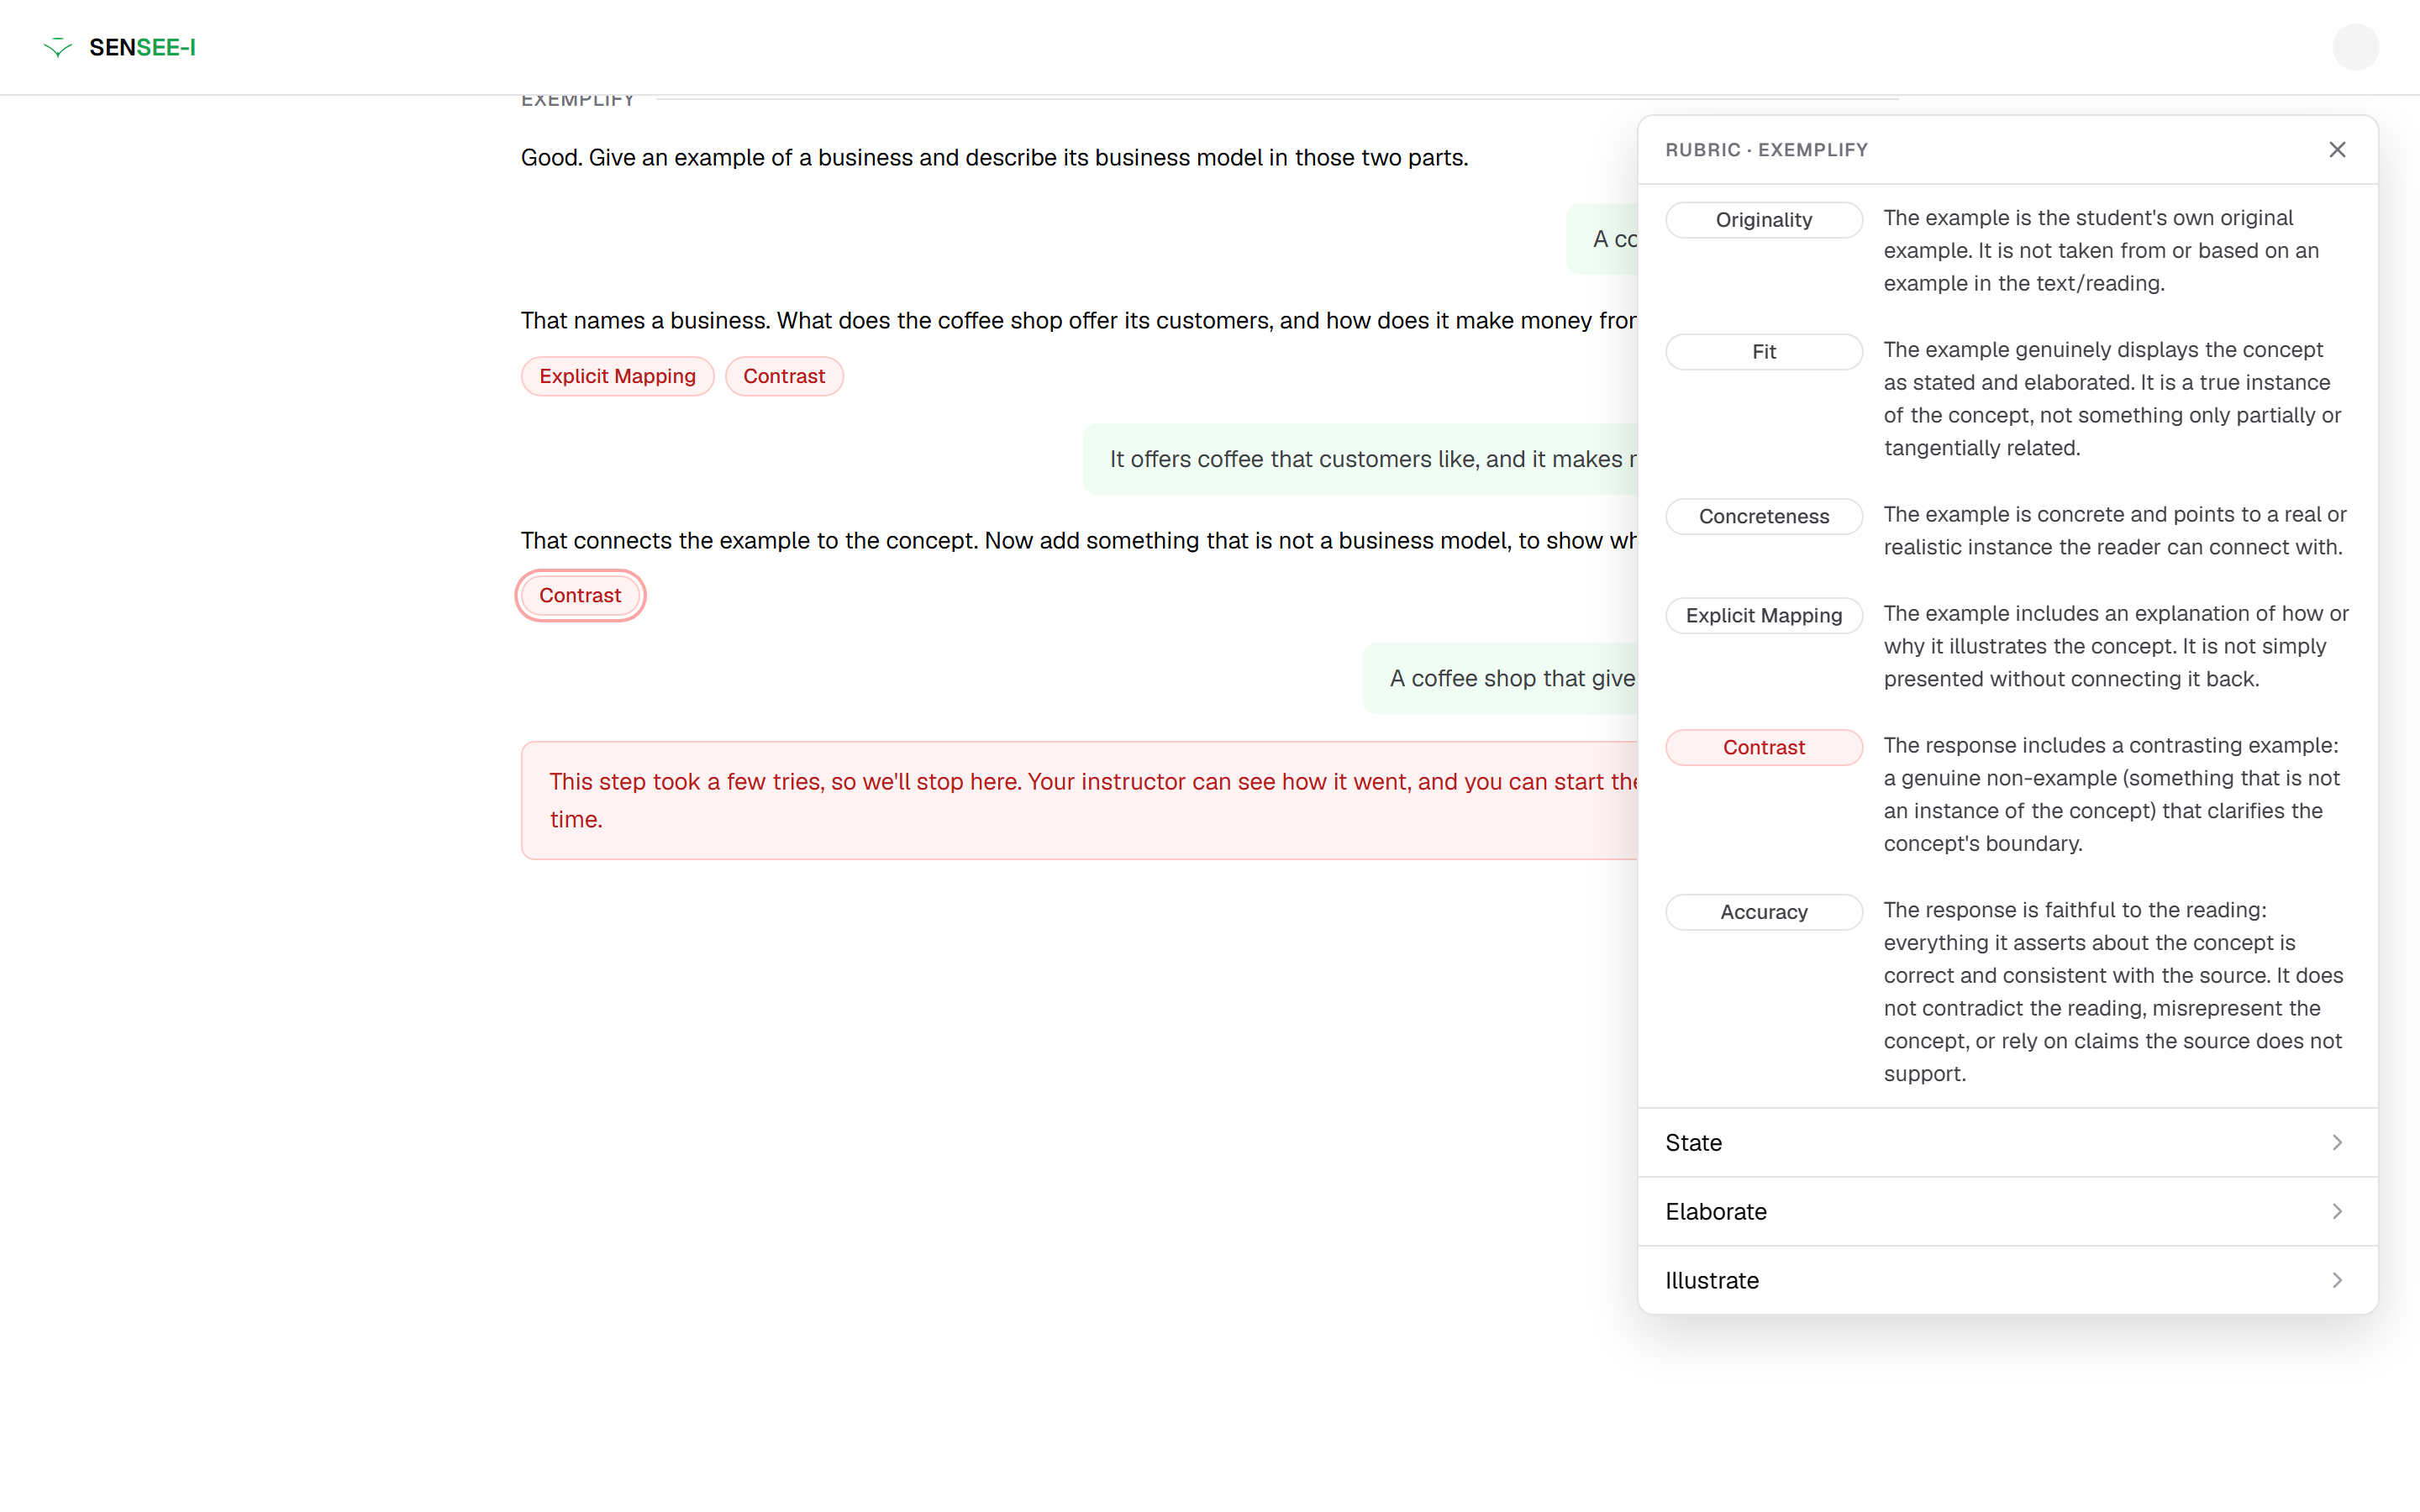 SENSEE-I
EXEMPLIFY
Good. Give an example of a business and describe its business model in those two parts.
A co
That names a business. What does the coffee shop offer its customers, and how does it make money from
Explicit Mapping
Contrast
It offers coffee that customers like, and it makes
That connects the example to the concept. Now add something that is not a business model, to show
Contrast
A coffee shop that give
This step took a few tries, so we'll stop here. Your instructor can see how it went, and you can start the
time.
RUBRIC · EXEMPLIFY
Originality
The example is the student's own original
example. It is not taken from or based on an
example in the text/reading.
Fit
The example genuinely displays the concept
as stated and elaborated. It is a true instance
of the concept, not something only partially or
tangentially related.
Concreteness
The example is concrete and points to a real or
realistic instance the reader can connect with.
Explicit Mapping
The example includes an explanation of how or
why it illustrates the concept. It is not simply
presented without connecting it back.
Contrast
The response includes a contrasting example:
a genuine non-example (something that is not
an instance of the concept) that clarifies the
concept's boundary.
Accuracy
The response is faithful to the reading:
everything it asserts about the concept is
correct and consistent with the source. It does
not contradict the reading, misrepresent the
concept, or rely on claims the source does not
support.
State
Elaborate
Illustrate